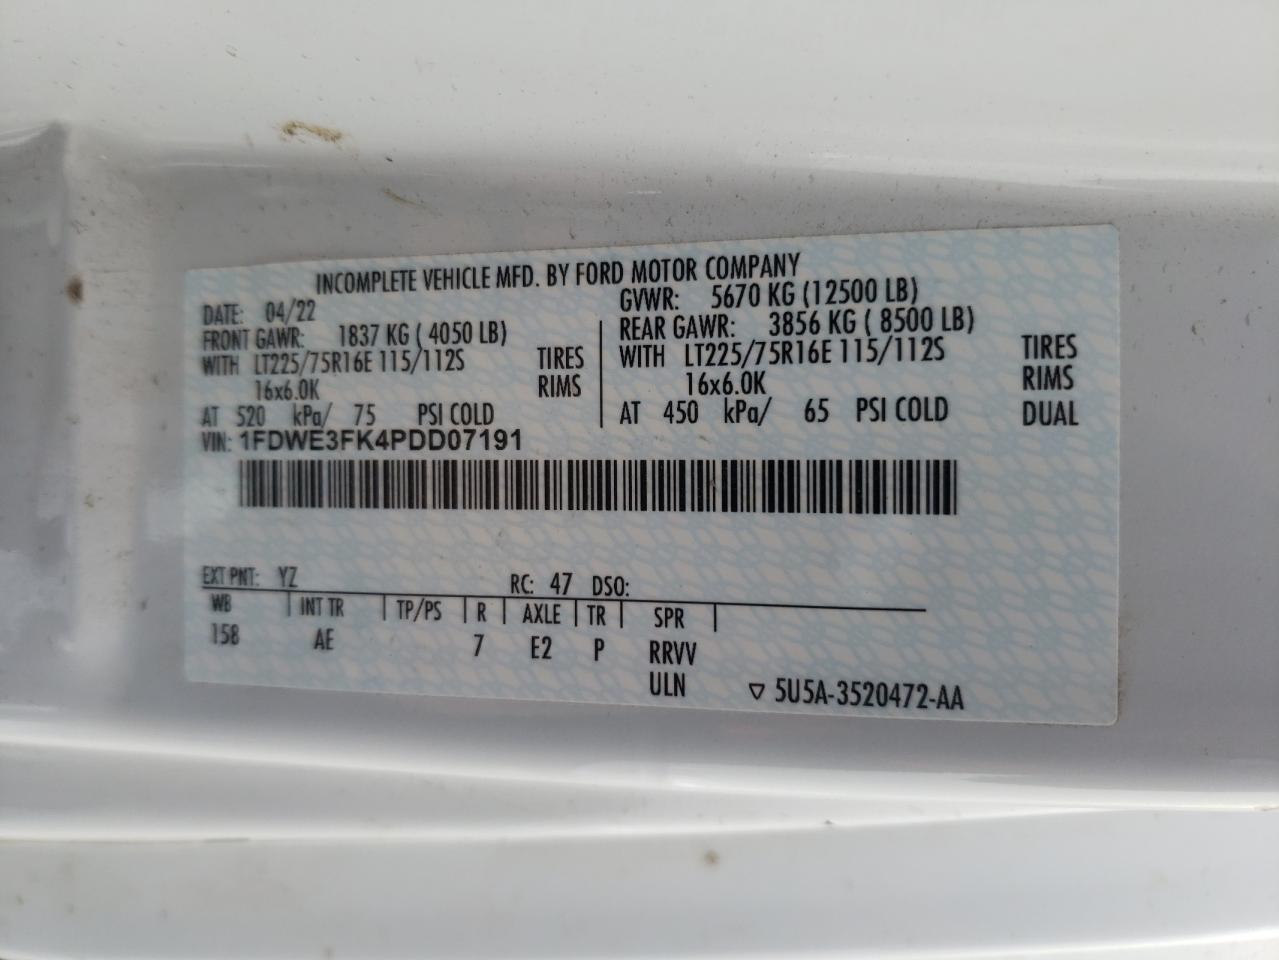 INCOMPLETE VEHICLE MFD. BY FORD MOTOR COMPANY
DATE: 04/22 GVWR: 5670 KG (12500 LB)
FRONT GAWR: 1837 KG ( 4050 LB) REAR GAWR: 3856 KG ( 8500 LB)
WITH LT225/75R16E 115/112S TIRES WITH LT225/75R16E 115/112S TIRES
16x6.0K RIMS 16x6.0K RIMS
AT 520 kPa/ 75 PSI COLD AT 450 kPa/ 65 PSI COLD DUAL
VIN: 1FDWE3FK4PDD07191
EXT PNT: YZ RC: 47 DSO:
WB INT TR TP/PS R AXLE TR SPR
158 AE 7 E2 P RRVV
ULN ▽ 5U5A-3520472-AA